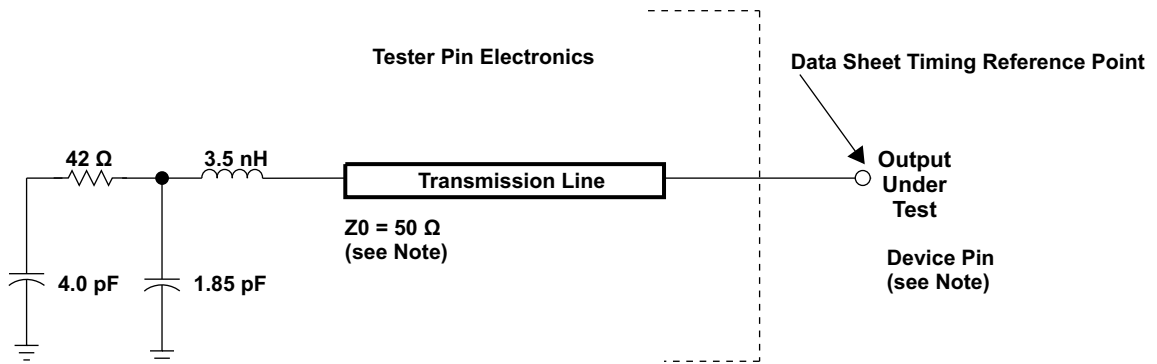 Tester Pin Electronics
Data Sheet Timing Reference Point
42 Ω
3.5 nH
Transmission Line
Output
Under
Test
Z0 = 50 Ω
(see Note)
Device Pin
(see Note)
4.0 pF
1.85 pF